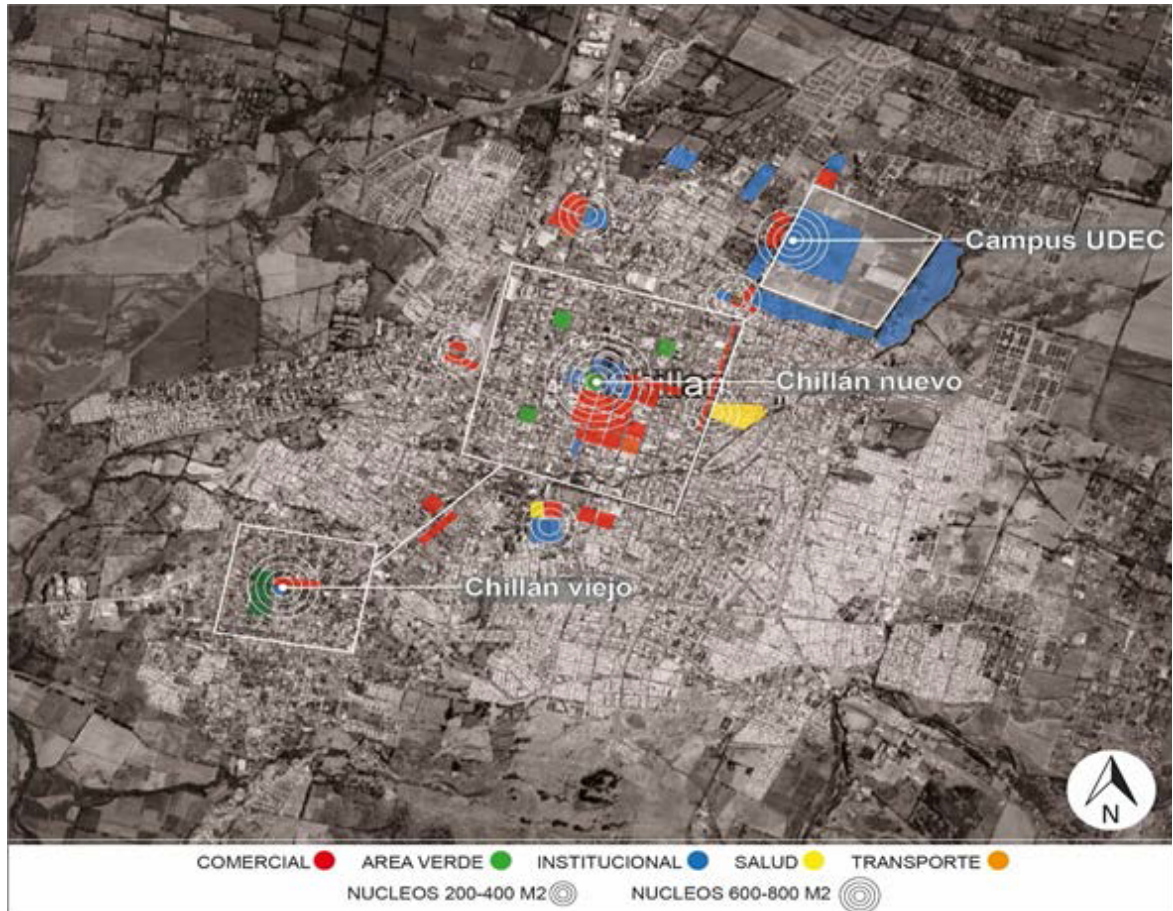 Campus UDEC
Chillan
Chillán nuevo
Chillán viejo
N
COMERCIAL AREA VERDE INSTITUCIONAL SALUD TRANSPORTE
NUCLEOS 200-400 M2 NUCLEOS 600-800 M2